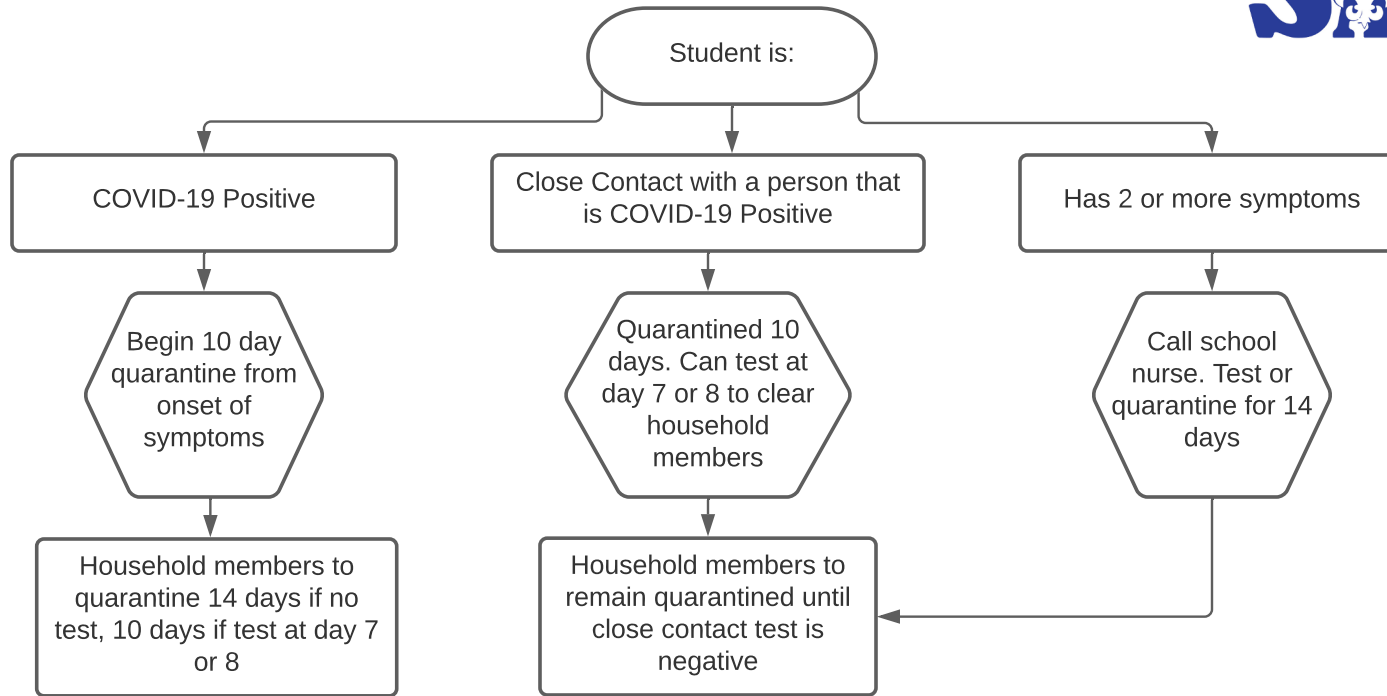 Student is:
COVID-19 Positive
Close Contact with a person that
is COVID-19 Positive
Has 2 or more symptoms
Begin 10 day
quarantine from
onset of
symptoms
Quarantined 10
days. Can test at
day 7 or 8 to clear
household
members
Call school
nurse. Test or
quarantine for 14
days
Household members to
quarantine 14 days if no
test, 10 days if test at day 7
or 8
Household members to
remain quarantined until
close contact test is
negative